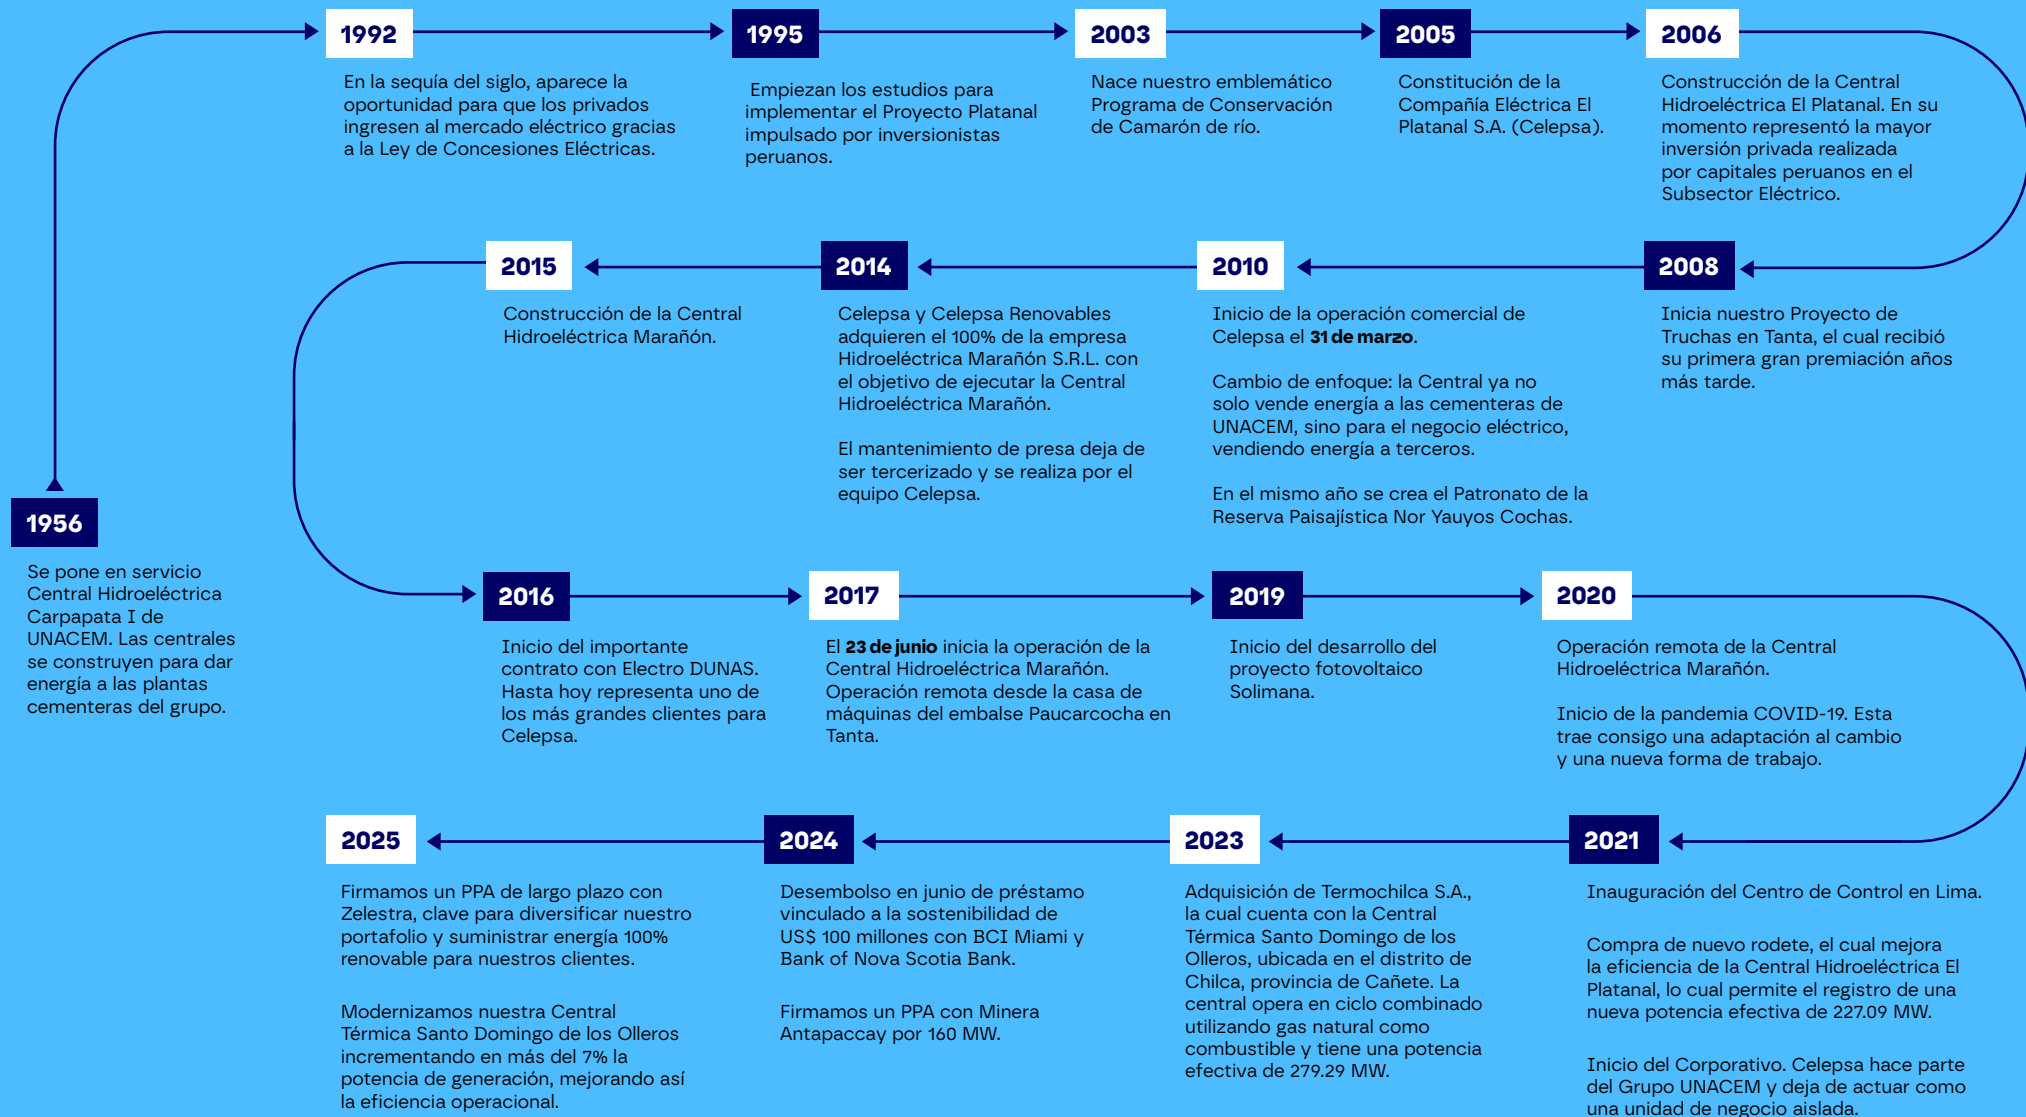 1956
Se pone en servicio
Central Hidroeléctrica
Carpapata I de
UNACEM. Las centrales
se construyen para dar
energía a las plantas
cementeras del grupo.
1992
En la sequía del siglo, aparece la
oportunidad para que los privados
ingresen al mercado eléctrico gracias
a la Ley de Concesiones Eléctricas.
1995
Empiezan los estudios para
implementar el Proyecto Platanal
impulsado por inversionistas
peruanos.
2003
Nace nuestro emblemático
Programa de Conservación
de Camarón de río.
2005
Constitución de la
Compañía Eléctrica El
Platanal S.A. (Celepsa).
2006
Construcción de la Central
Hidroeléctrica El Platanal. En su
momento representó la mayor
inversión privada realizada
por capitales peruanos en el
Subsector Eléctrico.
2008
Inicia nuestro Proyecto de
Truchas en Tanta, el cual recibió
su primera gran premiación años
más tarde.
2010
Inicio de la operación comercial de
Celepsa el 31 de marzo.
Cambio de enfoque: la Central ya no
solo vende energía a las cementeras de
UNACEM, sino para el negocio eléctrico,
vendiendo energía a terceros.
En el mismo año se crea el Patronato de la
Reserva Paisajística Nor Yauyos Cochas.
2014
Celepsa y Celepsa Renovables
adquieren el 100% de la empresa
Hidroeléctrica Marañón S.R.L. con
el objetivo de ejecutar la Central
Hidroeléctrica Marañón.
El mantenimiento de presa deja de
ser tercerizado y se realiza por el
equipo Celepsa.
2015
Construcción de la Central
Hidroeléctrica Marañón.
2016
Inicio del importante
contrato con Electro DUNAS.
Hasta hoy representa uno de
los más grandes clientes para
Celepsa.
2017
El 23 de junio inicia la operación de la
Central Hidroeléctrica Marañón.
Operación remota desde la casa de
máquinas del embalse Paucarcocha en
Tanta.
2019
Inicio del desarrollo del
proyecto fotovoltaico
Solimana.
2020
Operación remota de la Central
Hidroeléctrica Marañón.
Inicio de la pandemia COVID-19. Esta
trae consigo una adaptación al cambio
y una nueva forma de trabajo.
2021
Inauguración del Centro de Control en Lima.
Compra de nuevo rodete, el cual mejora
la eficiencia de la Central Hidroeléctrica El
Platanal, lo cual permite el registro de una
nueva potencia efectiva de 227.09 MW.
Inicio del Corporativo. Celepsa hace parte
del Grupo UNACEM y deja de actuar como
una unidad de negocio aislada.
2023
Adquisición de Termochilca S.A.,
la cual cuenta con la Central
Térmica Santo Domingo de los
Olleros, ubicada en el distrito de
Chilca, provincia de Cañete. La
central opera en ciclo combinado
utilizando gas natural como
combustible y tiene una potencia
efectiva de 279.29 MW.
2024
Desembolso en junio de préstamo
vinculado a la sostenibilidad de
US$ 100 millones con BCI Miami y
Bank of Nova Scotia Bank.
Firmamos un PPA con Minera
Antapaccay por 160 MW.
2025
Firmamos un PPA de largo plazo con
Zelestra, clave para diversificar nuestro
portafolio y suministrar energía 100%
renovable para nuestros clientes.
Modernizamos nuestra Central
Térmica Santo Domingo de los Olleros
incrementando en más del 7% la
potencia de generación, mejorando así
la eficiencia operacional.